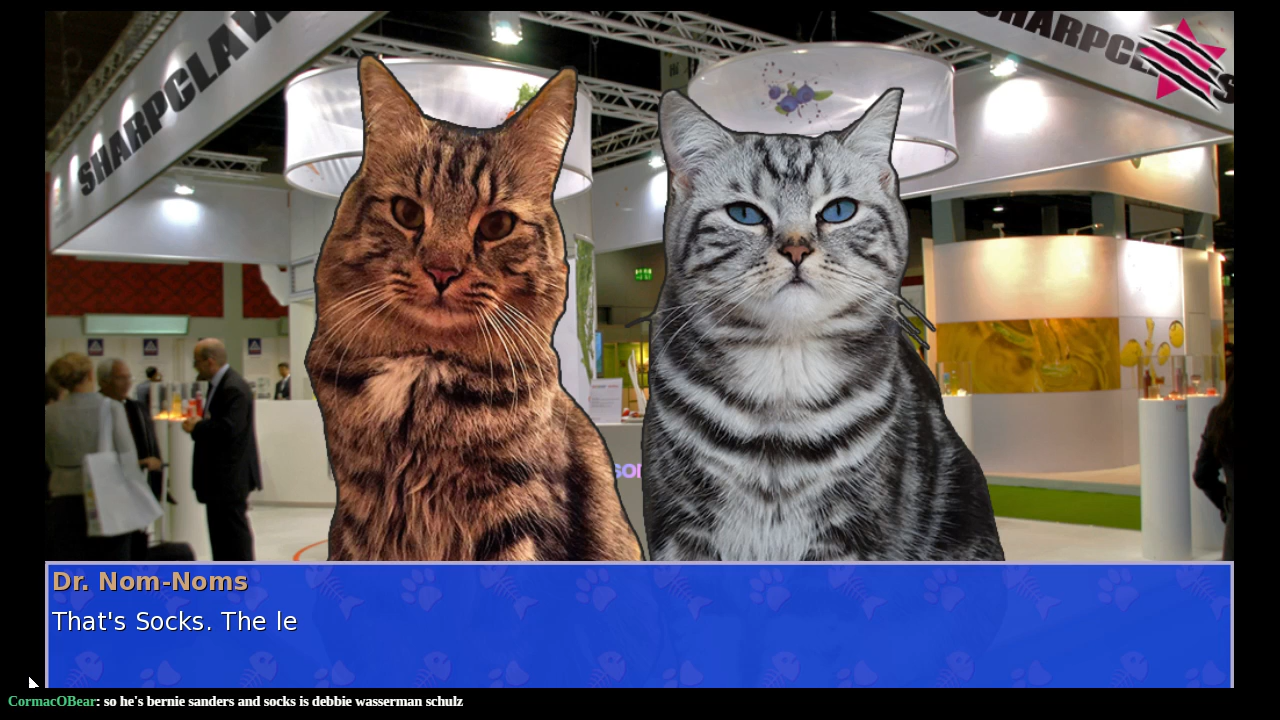 SHARPCLAW
SHARPCL
S
Dr. Nom-Noms
That's Socks. The le
CormacOBear: so he's bernie sanders and socks is debbie wasserman schulz